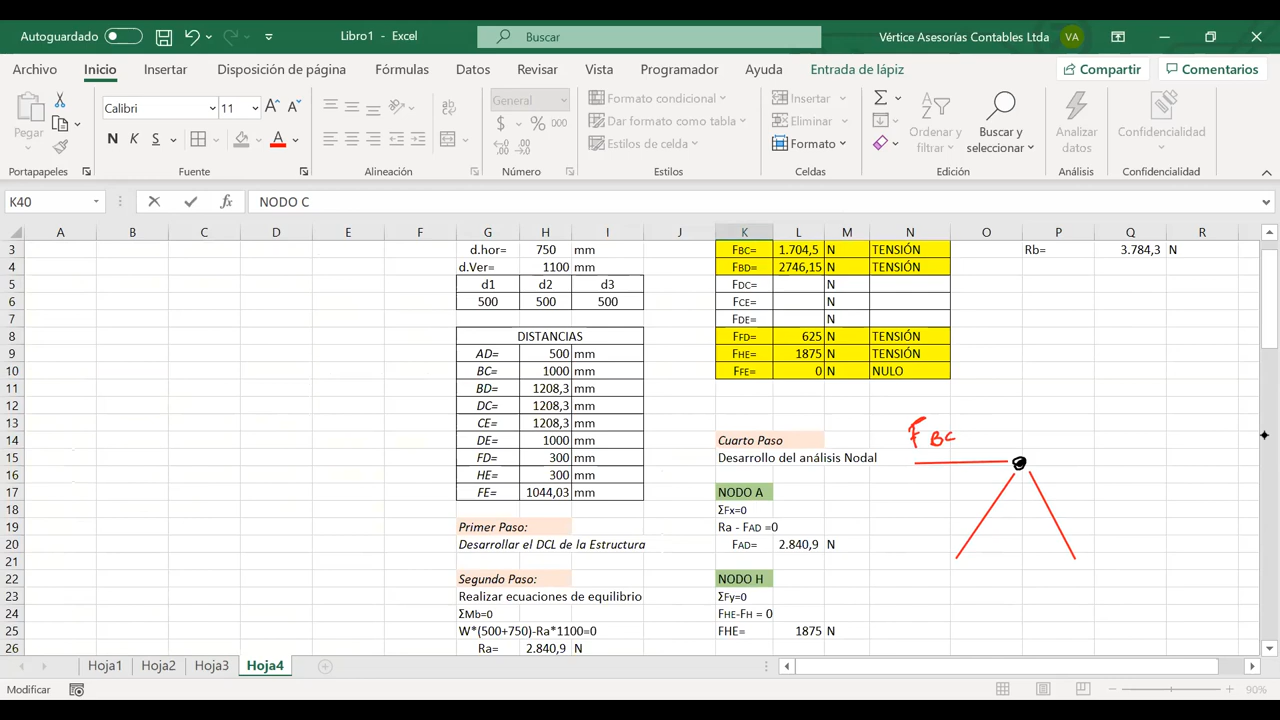 Autoguardado Libro1 - Excel Buscar Vértice Asesorías Contables Ltda VA
Archivo Inicio Insertar Disposición de página Fórmulas Datos Revisar Vista Programador Ayuda Entrada de lápiz Compartir Comentarios
Pegar Calibri 11 N K S A ab General $ % 000 Formato condicional Dar formato como tabla Estilos de celda Insertar Eliminar Formato Σ Ordenar y filtrar Buscar y seleccionar Analizar datos Confidencialidad
Portapapeles Fuente Alineación Número Estilos Celdas Edición Análisis Confidencialidad
K40 fx NODO C
A B C D E F G H I J K L M N O P Q R
3 d.hor= 750 mm FBC= 1.704,5 N TENSIÓN Rb= 3.784,3 N
4 d.Ver= 1100 mm FBD= 2746,15 N TENSIÓN
5 d1 d2 d3 FDC= N
6 500 500 500 FCE= N
7 FDE= N
8 DISTANCIAS FFD= 625 N TENSIÓN
9 AD= 500 mm FHE= 1875 N TENSIÓN
10 BC= 1000 mm FFE= 0 N NULO
11 BD= 1208,3 mm
12 DC= 1208,3 mm
13 CE= 1208,3 mm
14 DE= 1000 mm Cuarto Paso FBC
15 FD= 300 mm Desarrollo del análisis Nodal
16 HE= 300 mm
17 FE= 1044,03 mm NODO A
18 ΣFx=0
19 Primer Paso: Ra - FAD =0
20 Desarrollar el DCL de la Estructura FAD= 2.840,9 N
21
22 Segundo Paso: NODO H
23 Realizar ecuaciones de equilibrio ΣFy=0
24 ΣMb=0 FHE-FH = 0
25 W*(500+750)-Ra*1100=0 FHE= 1875 N
26 Ra= 2.840,9 N
Hoja1 Hoja2 Hoja3 Hoja4
Modificar 90%